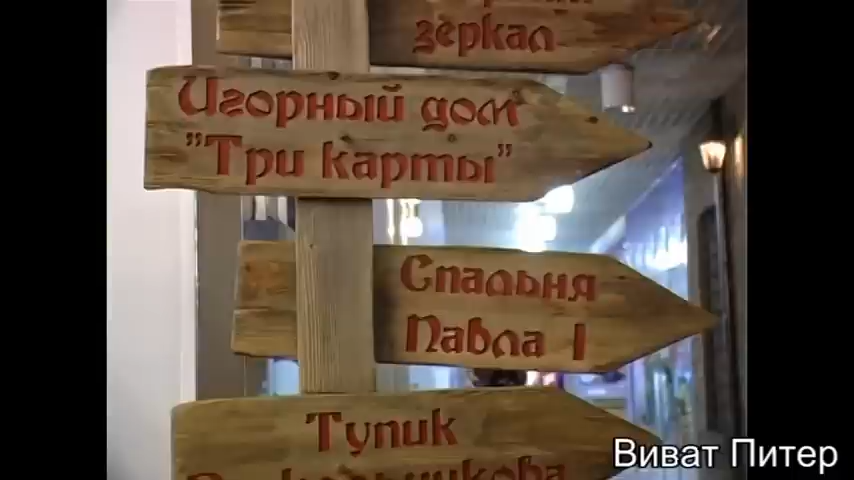 зеркал
Игорный дом
"Три карты"
Спальня
Павла I
Тупик
Виват Питер